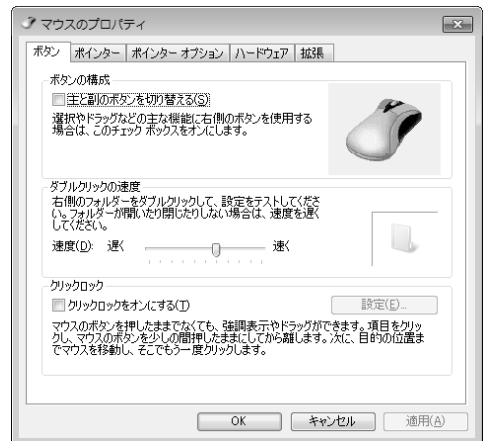 マウスのプロパティ
ボタン ポインター ポインター オプション ハードウェア 拡張
ボタンの構成
主と副のボタンを切り替える(S)
選択やドラッグなどの主な機能に右側のボタンを使用する
場合は、このチェック ボックスをオンにします。
ダブルクリックの速度
右側のフォルダーをダブルクリックして、設定をテストしてくださ
い。フォルダーが開いたり閉じたりしない場合は、速度を遅く
してください。
速度(D): 遅く 速く
クリックロック
クリックロックをオンにする(T) 設定(E)...
マウスのボタンを押したままでなくても、強調表示やドラッグができます。項目をクリッ
クし、マウスのボタンを少しの間押したままにしてから離します。次に、目的の位置ま
でマウスを移動し、そこでもう一度クリックします。
OK キャンセル 適用(A)